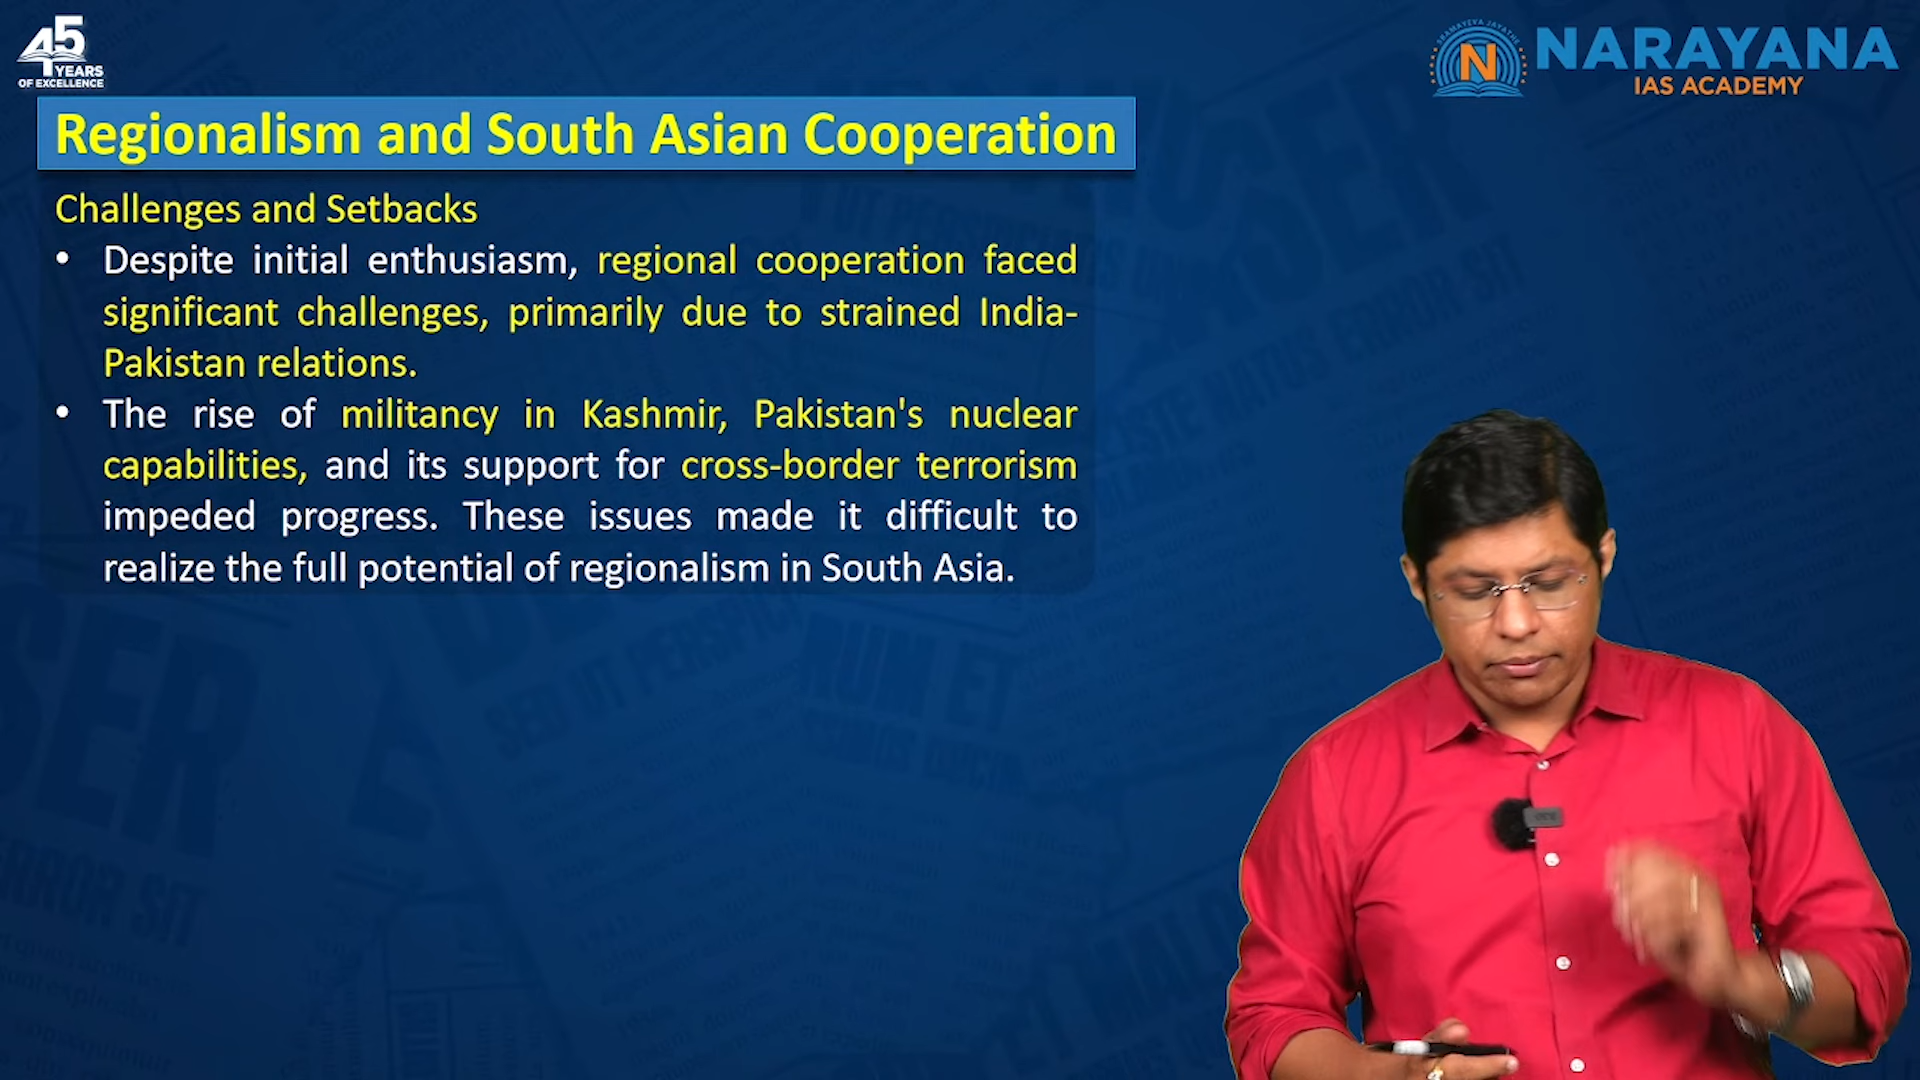 45
YEARS
OF EXCELLENCE
NARAYANA
IAS ACADEMY
Regionalism and South Asian Cooperation
Challenges and Setbacks
• Despite initial enthusiasm, regional cooperation faced
significant challenges, primarily due to strained India-
Pakistan relations.
• The rise of militancy in Kashmir, Pakistan's nuclear
capabilities, and its support for cross-border terrorism
impeded progress. These issues made it difficult to
realize the full potential of regionalism in South Asia.